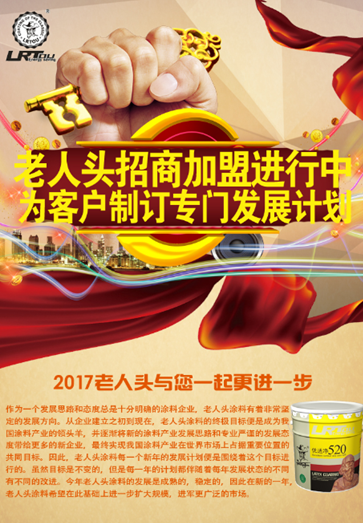 LRTOU
老人头招商加盟进行中
为客户制订专门发展计划
2017老人头与您一起更进一步
作为一个发展思路和态度总是十分明确的涂料企业，老人头涂料有着非常坚
定的发展方向。从企业建立之初到现在，老人头涂料的终极目标便是成为我
国涂料产业的领头羊，并逐渐将新的涂料产业发展思路和专业严谨的发展态
度带给更多的新企业，最终实现我国涂料产业在世界市场上占据重要位置的
共同目标。因此，老人头涂料每一个新年的发展计划便是围绕着这个目标进
行的。虽然目标是不变的，但是每一年的计划都伴随着每年发展状态的不同
有不同的改进。今年老人头涂料的发展是成熟的，稳定的，因此在新的一年，
老人头涂料希望在此基础上进一步扩大规模，进军更广泛的市场。
LRTOU
优洁净520